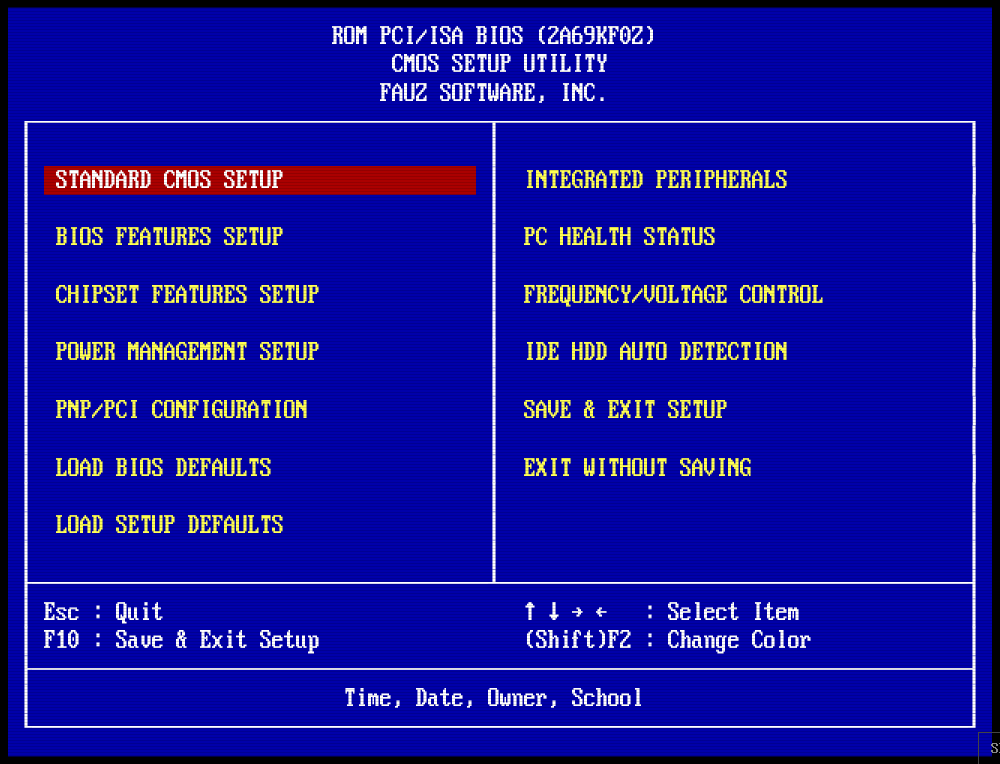 ROM PCI/ISA BIOS (2A69KF0Z)
CMOS SETUP UTILITY
FAUZ SOFTWARE, INC.
STANDARD CMOS SETUP
BIOS FEATURES SETUP
CHIPSET FEATURES SETUP
POWER MANAGEMENT SETUP
PNP/PCI CONFIGURATION
LOAD BIOS DEFAULTS
LOAD SETUP DEFAULTS
INTEGRATED PERIPHERALS
PC HEALTH STATUS
FREQUENCY/VOLTAGE CONTROL
IDE HDD AUTO DETECTION
SAVE & EXIT SETUP
EXIT WITHOUT SAVING
Esc : Quit
F10 : Save & Exit Setup
↑ ↓ → ← : Select Item
(Shift)F2 : Change Color
Time, Date, Owner, School